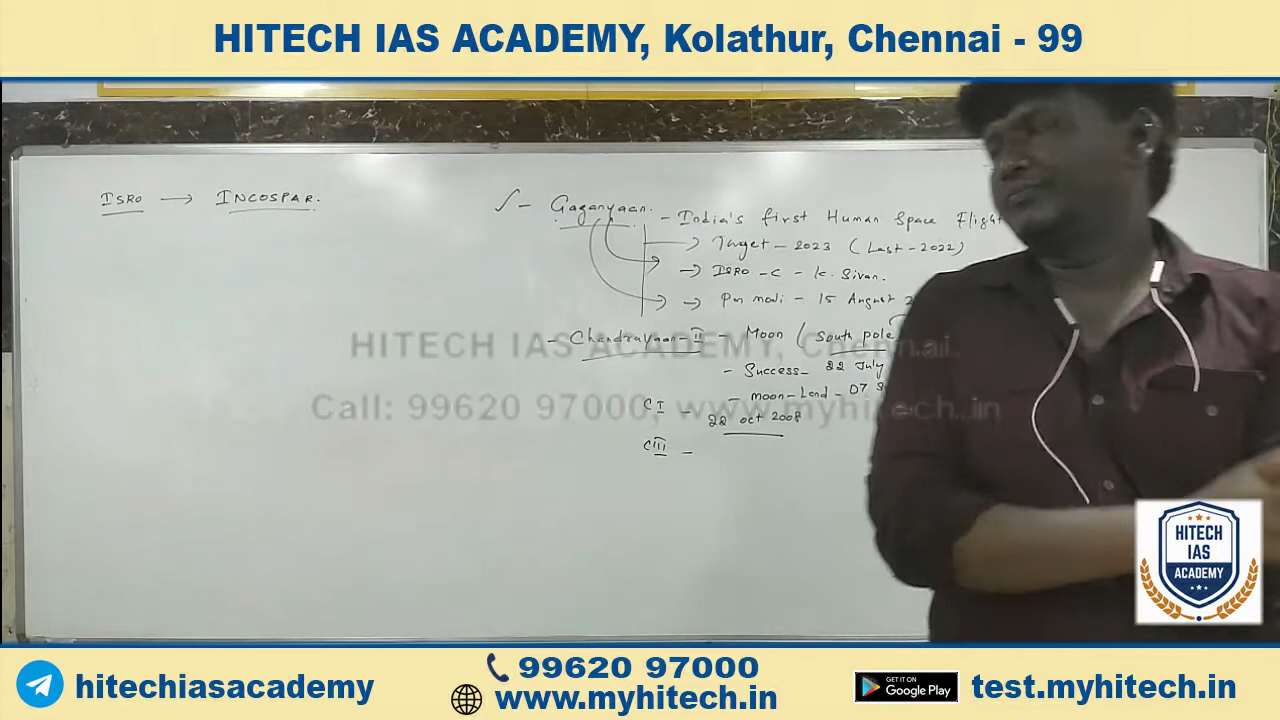 HITECH IAS ACADEMY, Kolathur, Chennai - 99
ISRO → INCOSPAR.
Gaganyaan. - India's first Human Space Flight
→ Target - 2023 (Last - 2022)
→ ISRO - C - K. Sivan.
→ Pm modi - 15 August 2
- Chandrayaan-II - Moon (South pole
HITECH IAS ACADEMY, Chennai.
- Success - 22 July
- moon-Land - 07 S
Call: 99620 97000, www.myhitech.in
CI - 22 oct 2008
CIII -
HITECH
IAS
ACADEMY
hitechiasacademy
99620 97000
www.myhitech.in
GET IT ON
Google Play
test.myhitech.in